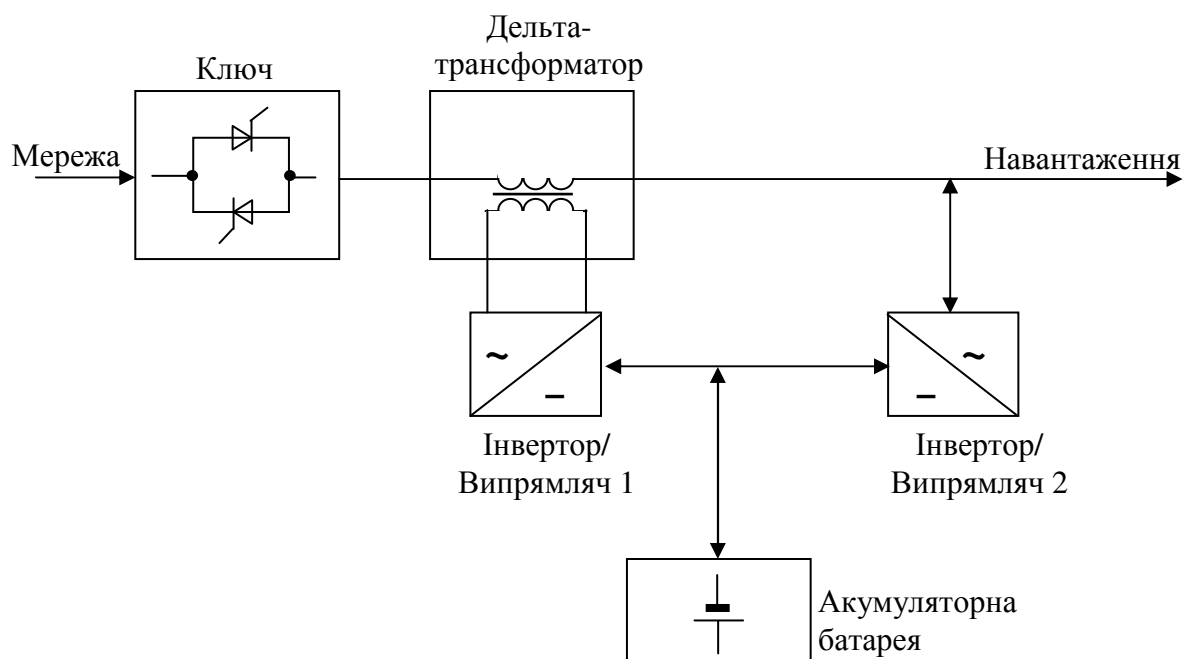 Дельта-
трансформатор
Ключ
Мережа
Навантаження
~
–
~
–
Інвертор/
Випрямляч 1
Інвертор/
Випрямляч 2
Акумуляторна
батарея